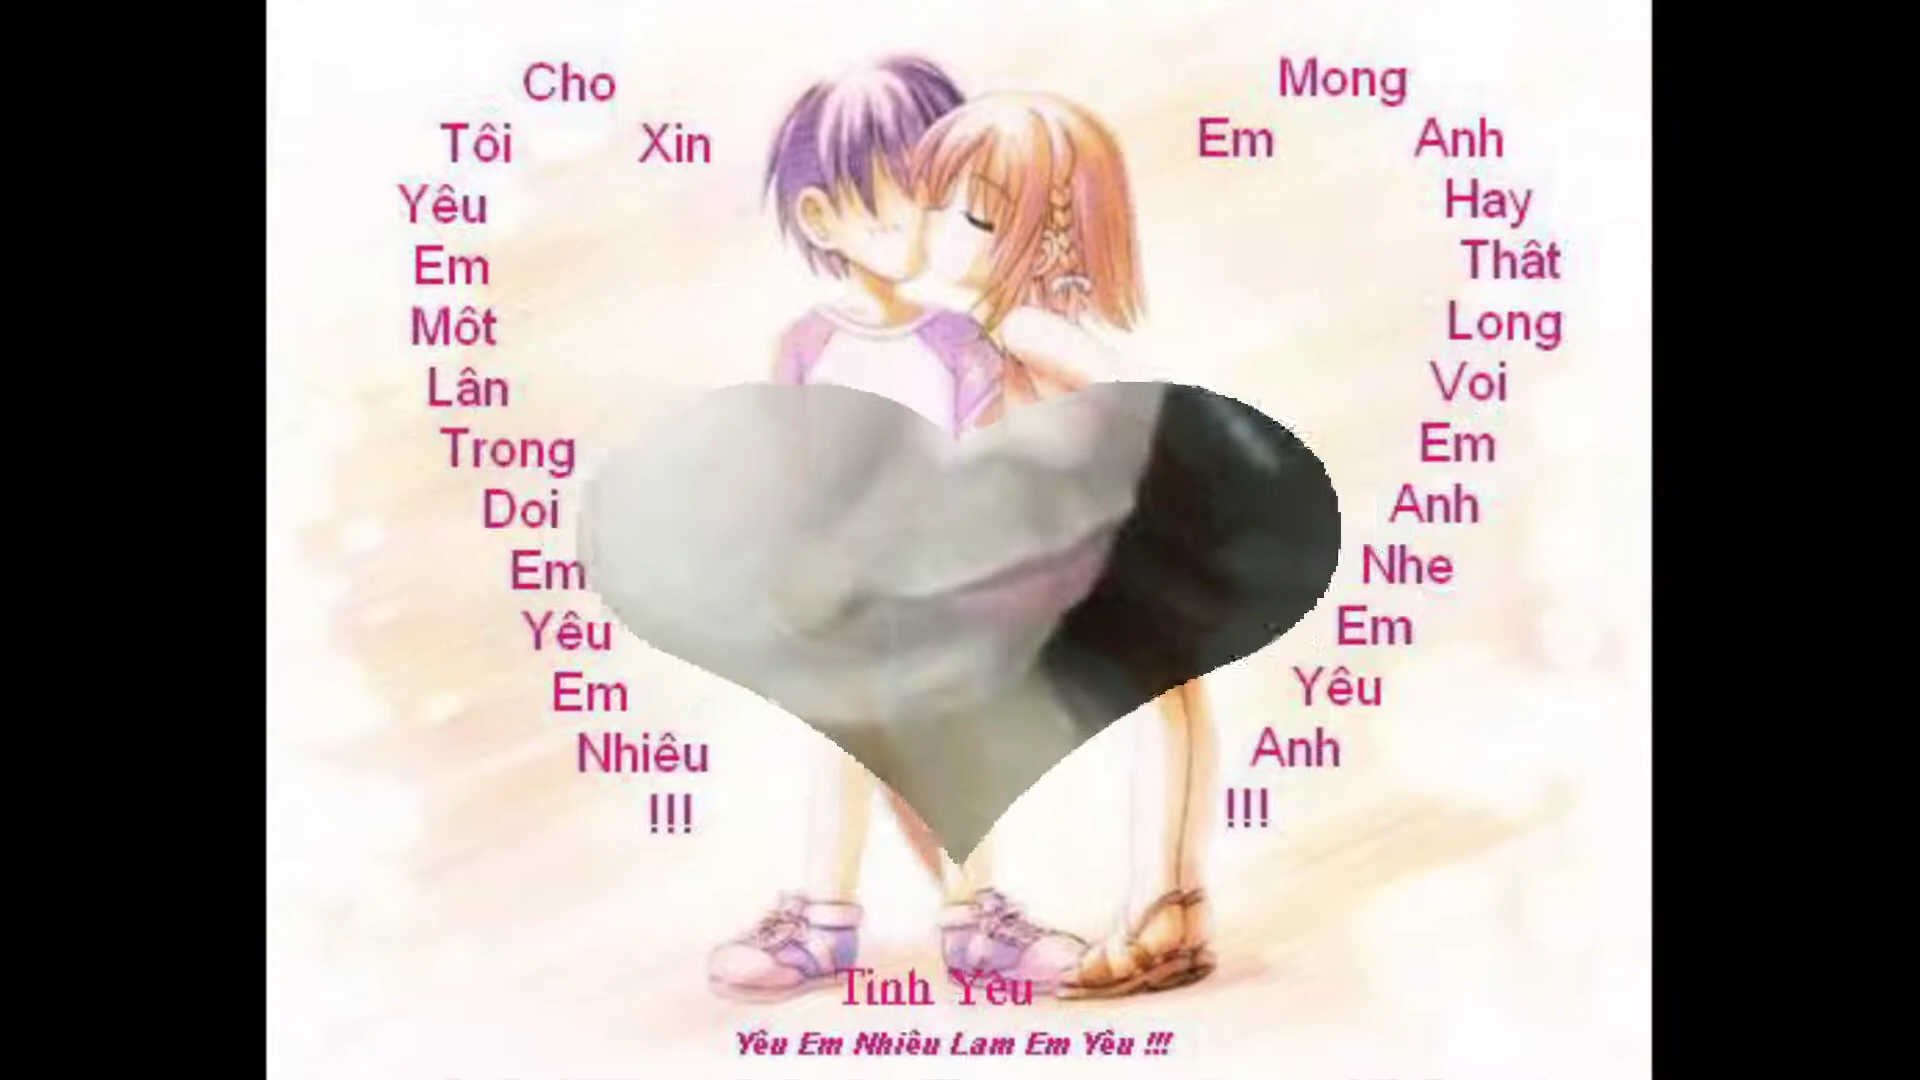 Cho
Tôi Xin
Yêu
Em
Môt
Lân
Trong
Doi
Em
Yêu
Em
Nhiêu
!!!
Mong
Em Anh
Hay
Thât
Long
Voi
Em
Anh
Nhe
Em
Yêu
Anh
!!!
Tinh Yêu
Yêu Em Nhiêu Lam Em Yêu !!!